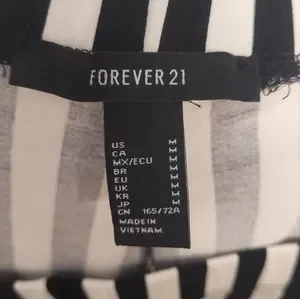 FOREVER 21
US M
CA M
MX/ECU M
BR M
EU M
UK M
KR M
JP M
CN 165/72A
MADE IN
VIETNAM